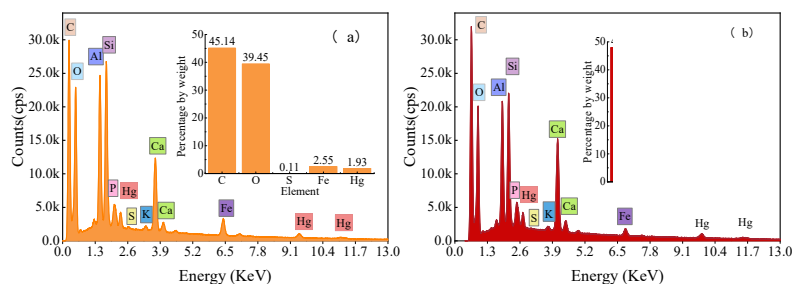 ( a)
C
O
Al
Si
P
Hg
S
K
Ca
Ca
Fe
Hg
Hg
Counts(cps)
30.0k
25.0k
20.0k
15.0k
10.0k
5.0k
0.0
0.0 1.3 2.6 3.9 5.2 6.5 7.8 9.1 10.4 11.7 13.0
Energy (KeV)
Percentage by weight
50
40
30
20
10
0
45.14
39.45
0.11
2.55
1.93
C O S Fe Hg
Element
( b)
C
O
Al
Si
P
Hg
S
K
Ca
Ca
Fe
Hg
Hg
Counts(cps)
30.0k
25.0k
20.0k
15.0k
10.0k
5.0k
0.0
0.0 1.3 2.6 3.9 5.2 6.5 7.8 9.1 10.4 11.7 13.0
Energy (KeV)
Percentage by weight